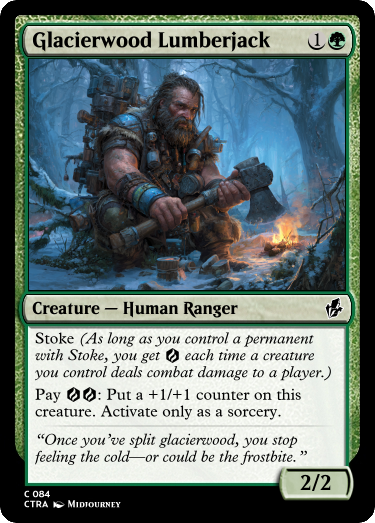 Glacierwood Lumberjack 1
Creature — Human Ranger
Stoke (As long as you control a permanent
with Stoke, you get each time a creature
you control deals combat damage to a player.)
Pay : Put a +1/+1 counter on this
creature. Activate only as a sorcery.
“Once you’ve split glacierwood, you stop
feeling the cold—or could be the frostbite.”
2/2
C 084
CTRA Midjourney